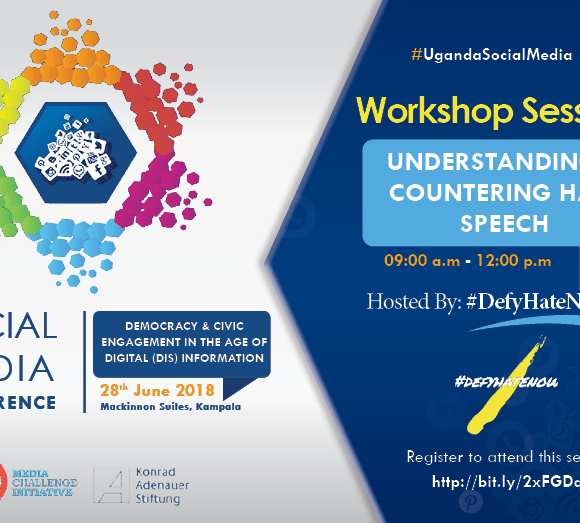 CIAL
DIA
RENCE
DEMOCRACY & CIVIC
ENGAGEMENT IN THE AGE OF
DIGITAL (DIS) INFORMATION
28th June 2018
Mackinnon Suites, Kampala
MEDIA
CHALLENGE
INITIATIVE
Konrad
Adenauer
Stiftung
#UgandaSocialMedia
Workshop Sess
UNDERSTANDING
COUNTERING HA
SPEECH
09:00 a.m - 12:00 p.m
Hosted By: #DefyHateN
#DEFYHATENOW
Register to attend this se
http://bit.ly/2xFGD